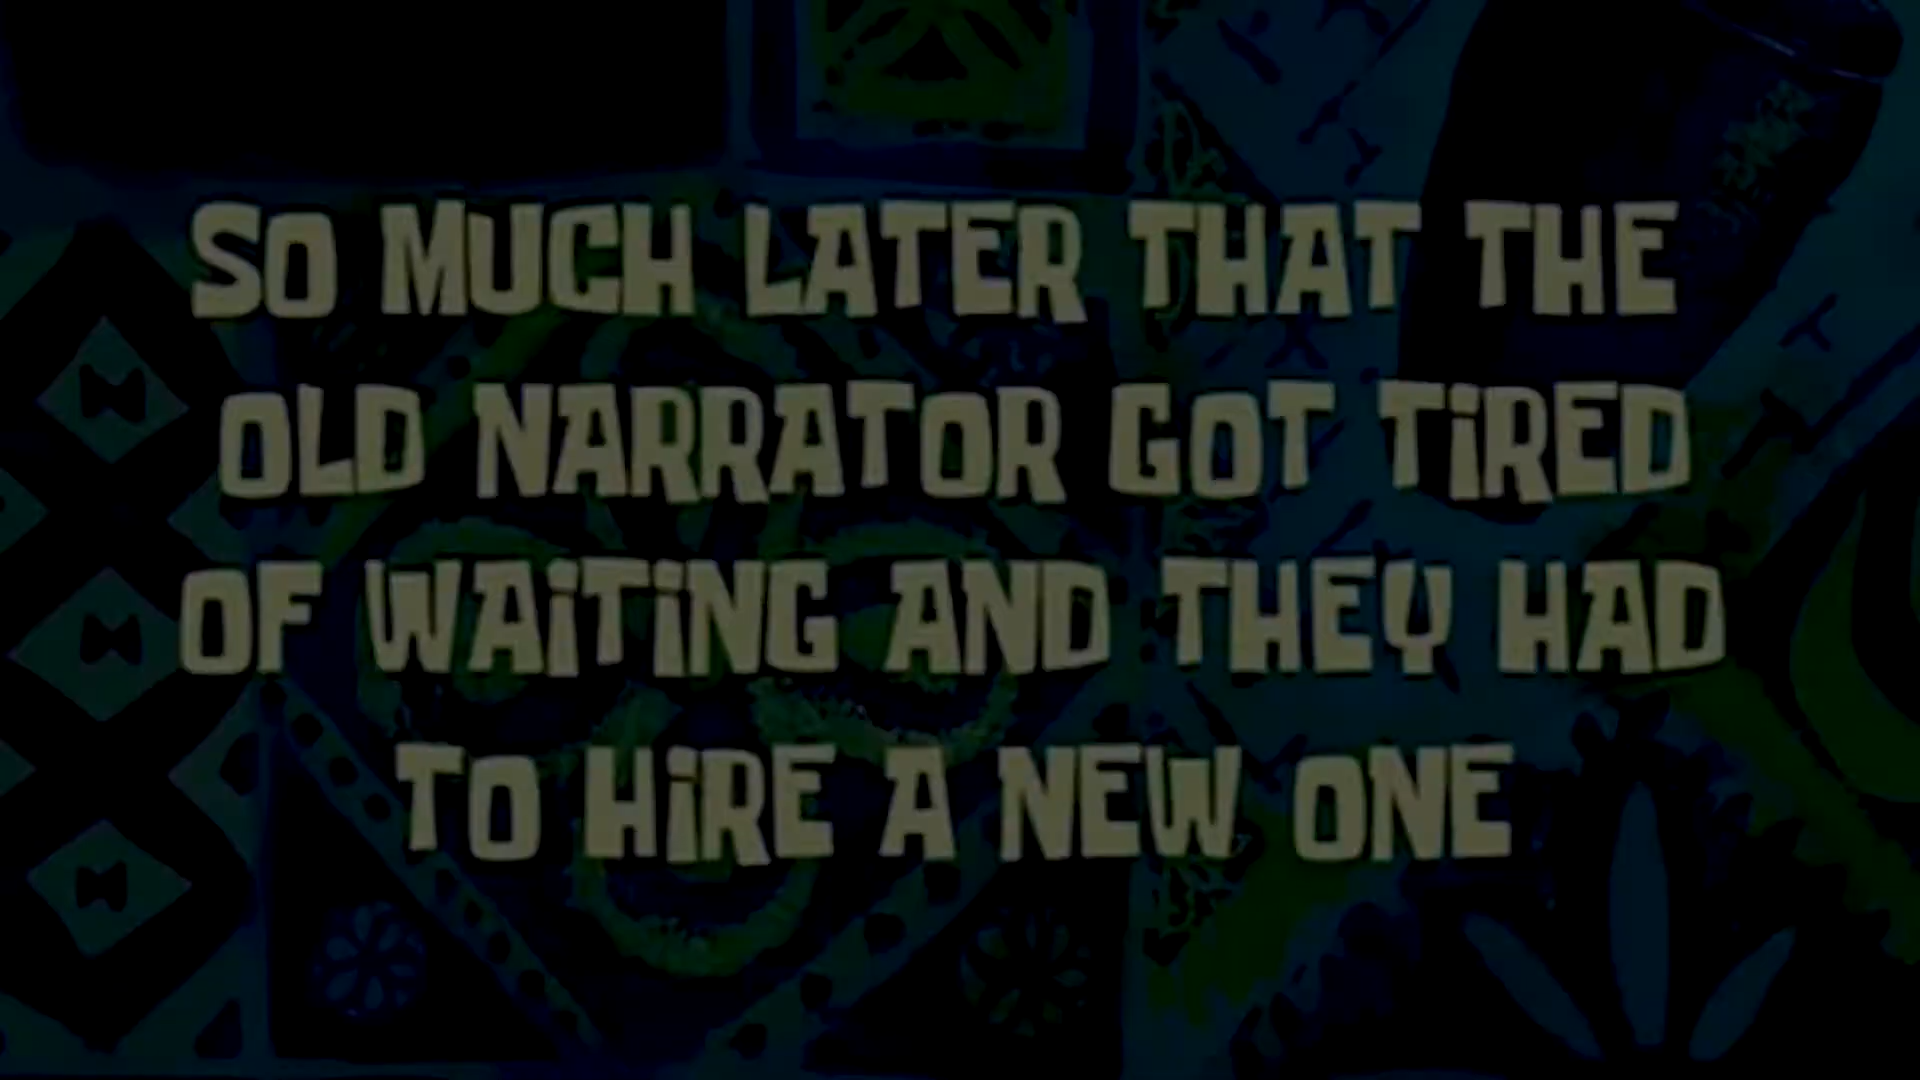 SO MUCH LATER THAT THE
OLD NARRATOR GOT TIRED
OF WAITING AND THEY HAD
TO HIRE A NEW ONE